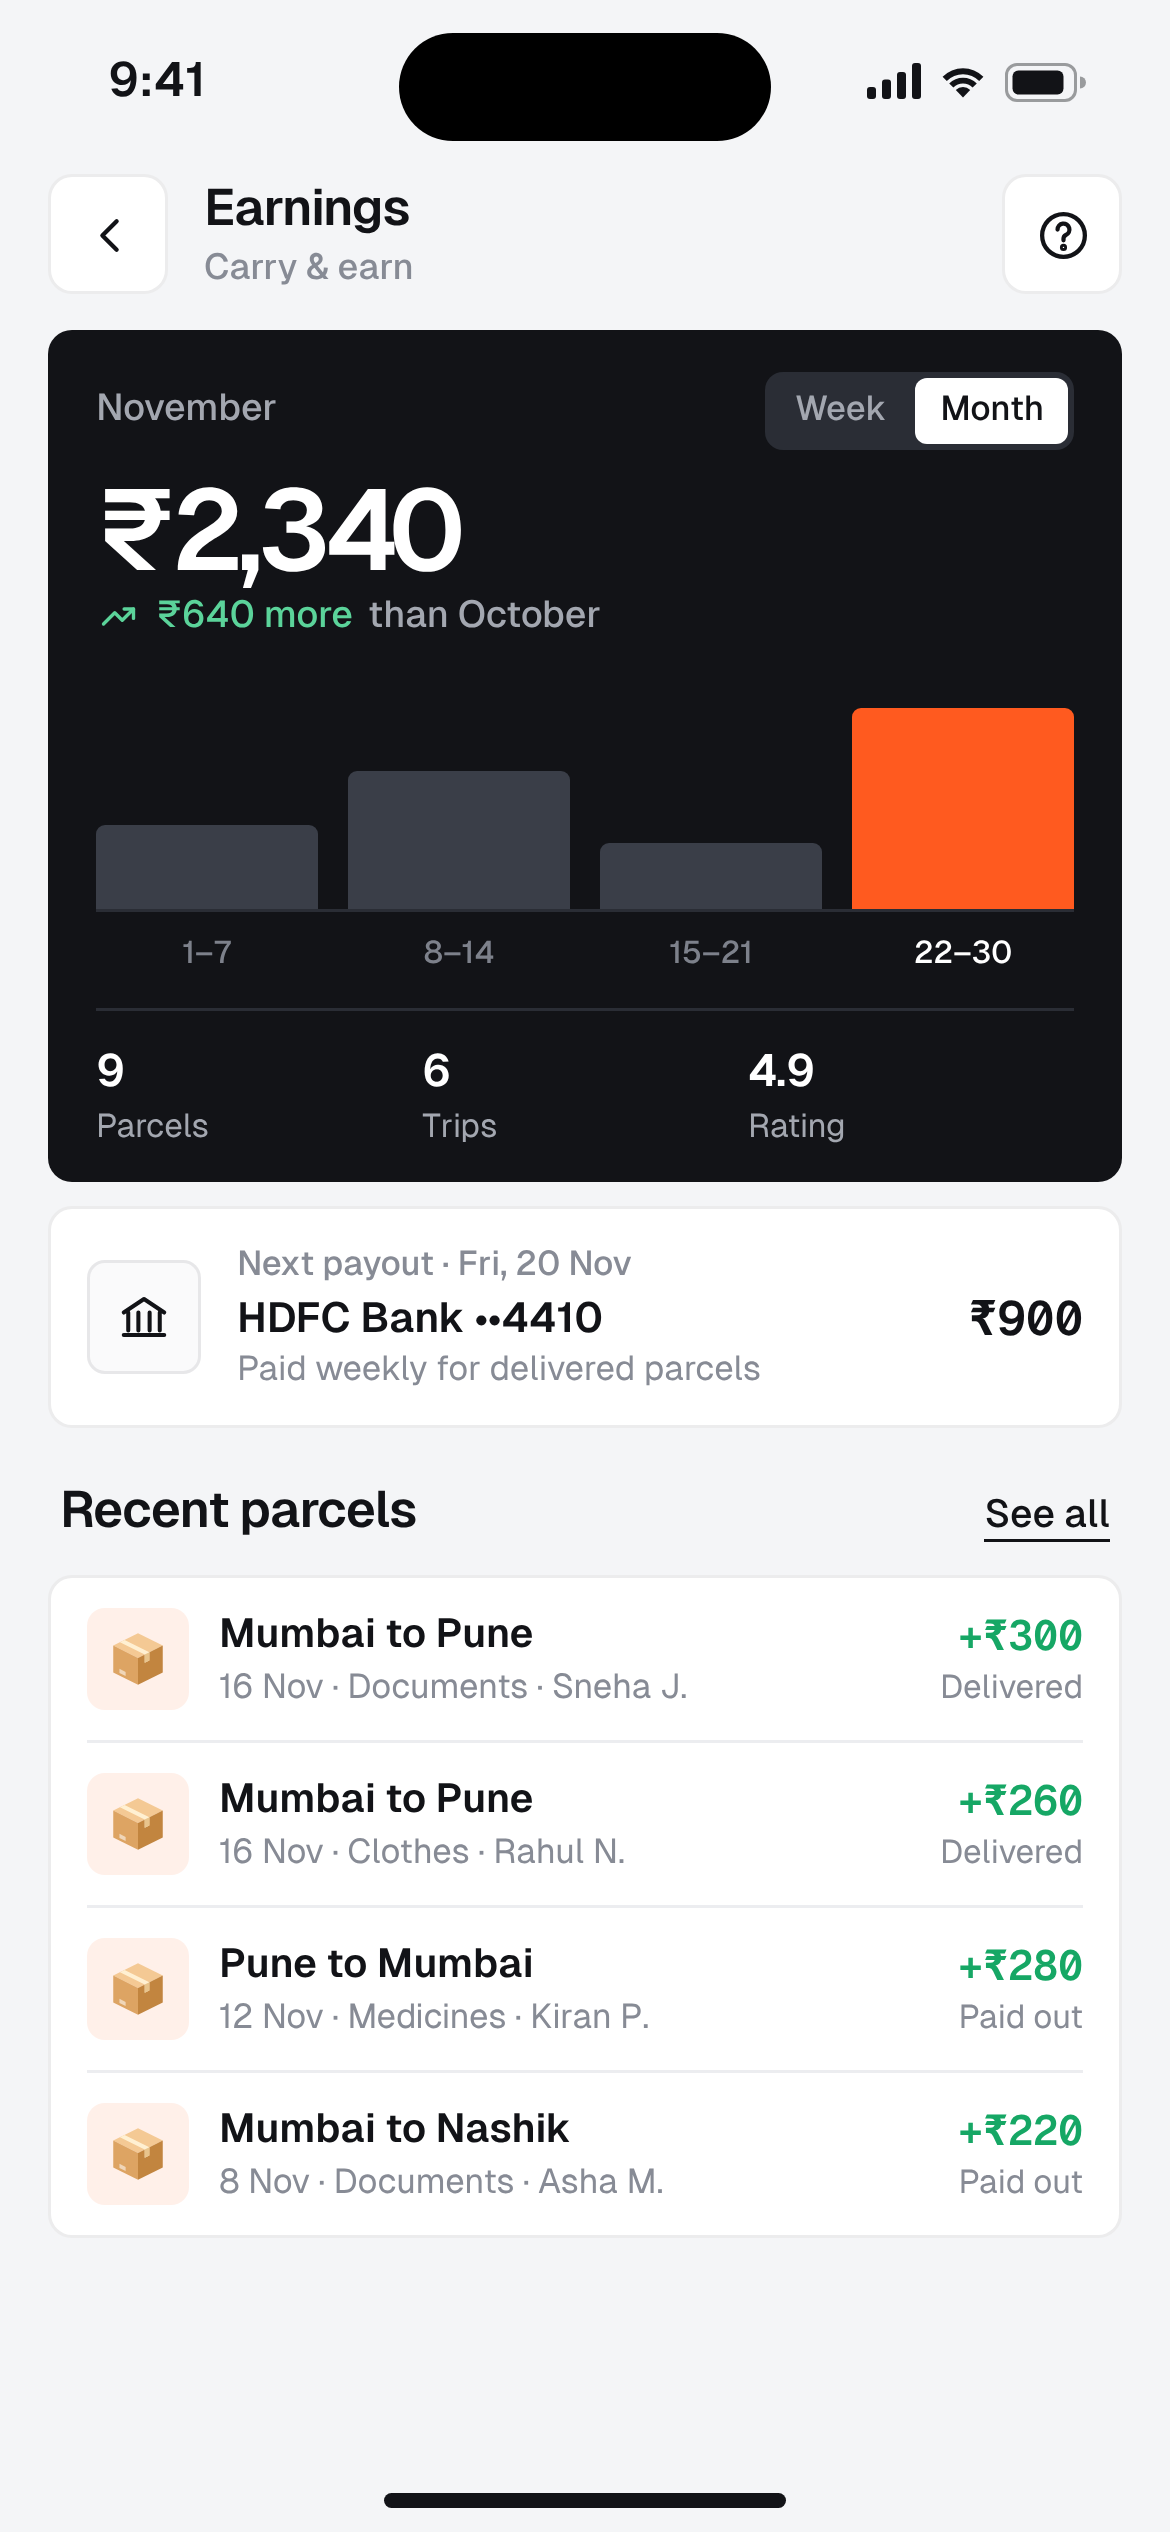 9:41
Earnings
Carry & earn
November
Week
Month
₹2,340
₹640 more than October
1–7
8–14
15–21
22–30
9
6
4.9
Parcels
Trips
Rating
Next payout · Fri, 20 Nov
HDFC Bank ••4410
₹900
Paid weekly for delivered parcels
Recent parcels
See all
Mumbai to Pune
+₹300
16 Nov · Documents · Sneha J.
Delivered
Mumbai to Pune
+₹260
16 Nov · Clothes · Rahul N.
Delivered
Pune to Mumbai
+₹280
12 Nov · Medicines · Kiran P.
Paid out
Mumbai to Nashik
+₹220
8 Nov · Documents · Asha M.
Paid out